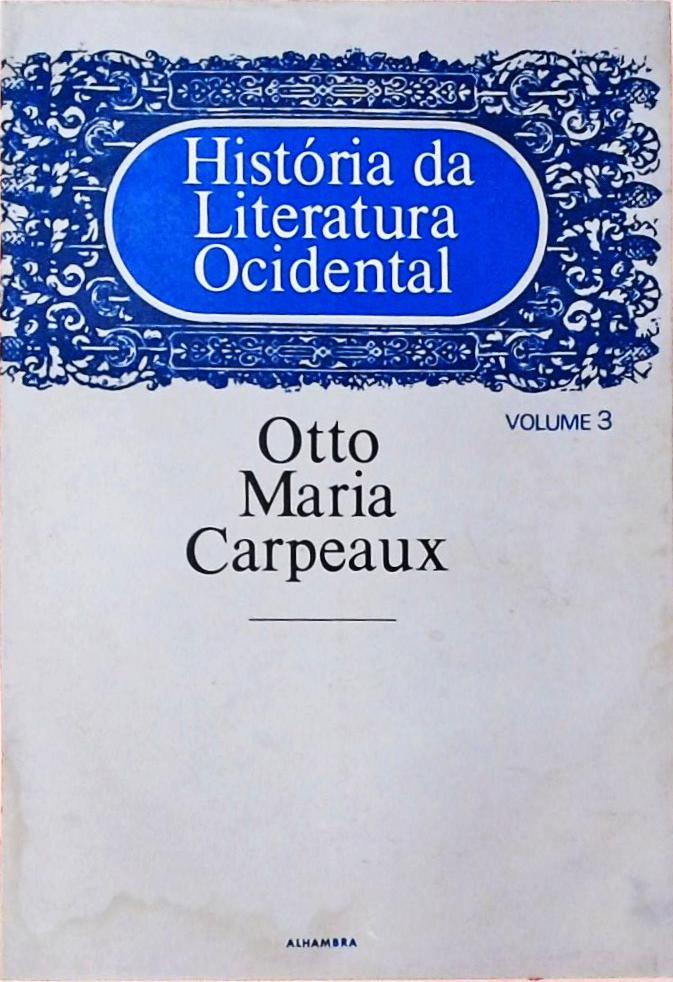 História da
Literatura
Ocidental
VOLUME 3
Otto
Maria
Carpeaux
ALHAMBRA